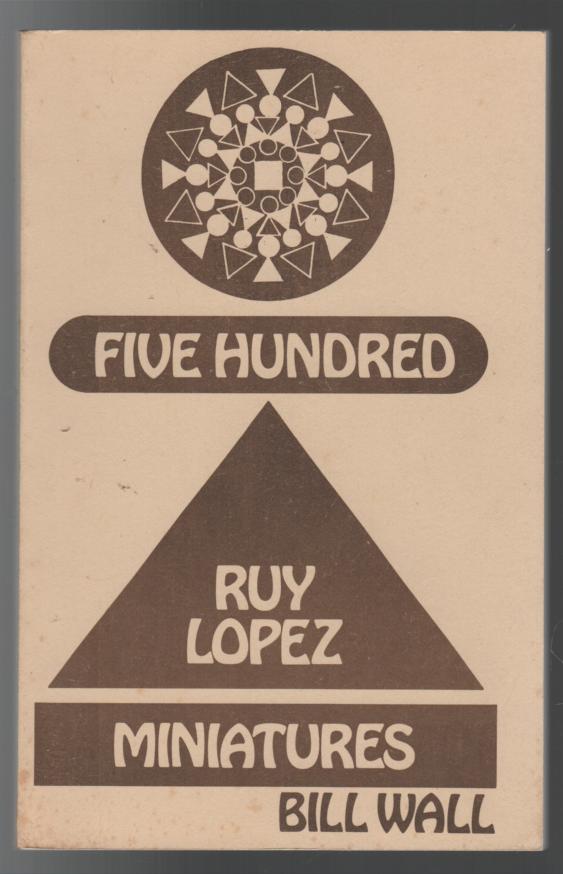 FIVE HUNDRED
RUY
LOPEZ
MINIATURES
BILL WALL